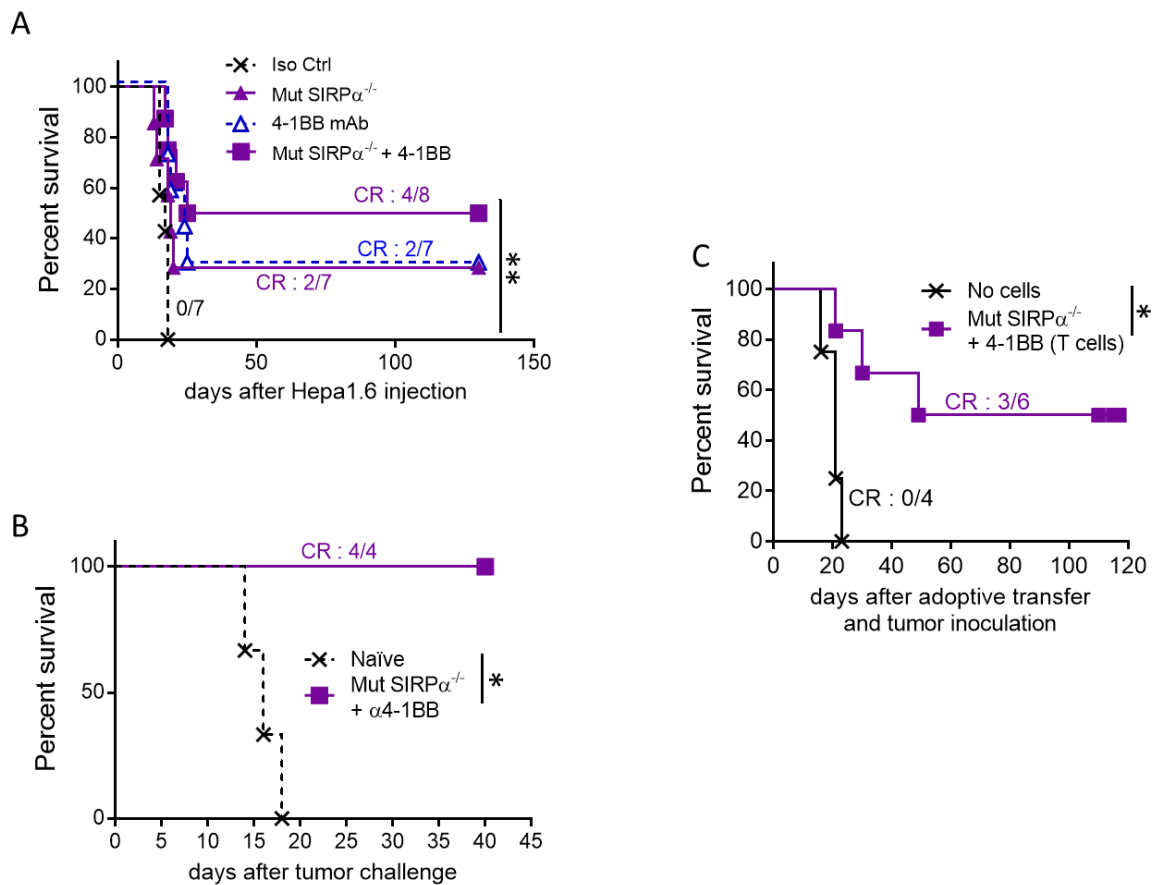 A
Iso Ctrl
Mut SIRPα-/-
4-1BB mAb
Mut SIRPα-/- + 4-1BB
Percent survival
100
80
60
40
20
0
CR : 4/8
CR : 2/7
CR : 2/7
0/7
**
0 50 100 150
days after Hepa1.6 injection
B
Percent survival
100
50
0
CR : 4/4
Naïve
Mut SIRPα-/-
+ α4-1BB
*
0 5 10 15 20 25 30 35 40 45
days after tumor challenge
C
Percent survival
100
80
60
40
20
0
No cells
Mut SIRPα-/-
+ 4-1BB (T cells)
*
CR : 3/6
CR : 0/4
0 20 40 60 80 100 120
days after adoptive transfer
and tumor inoculation